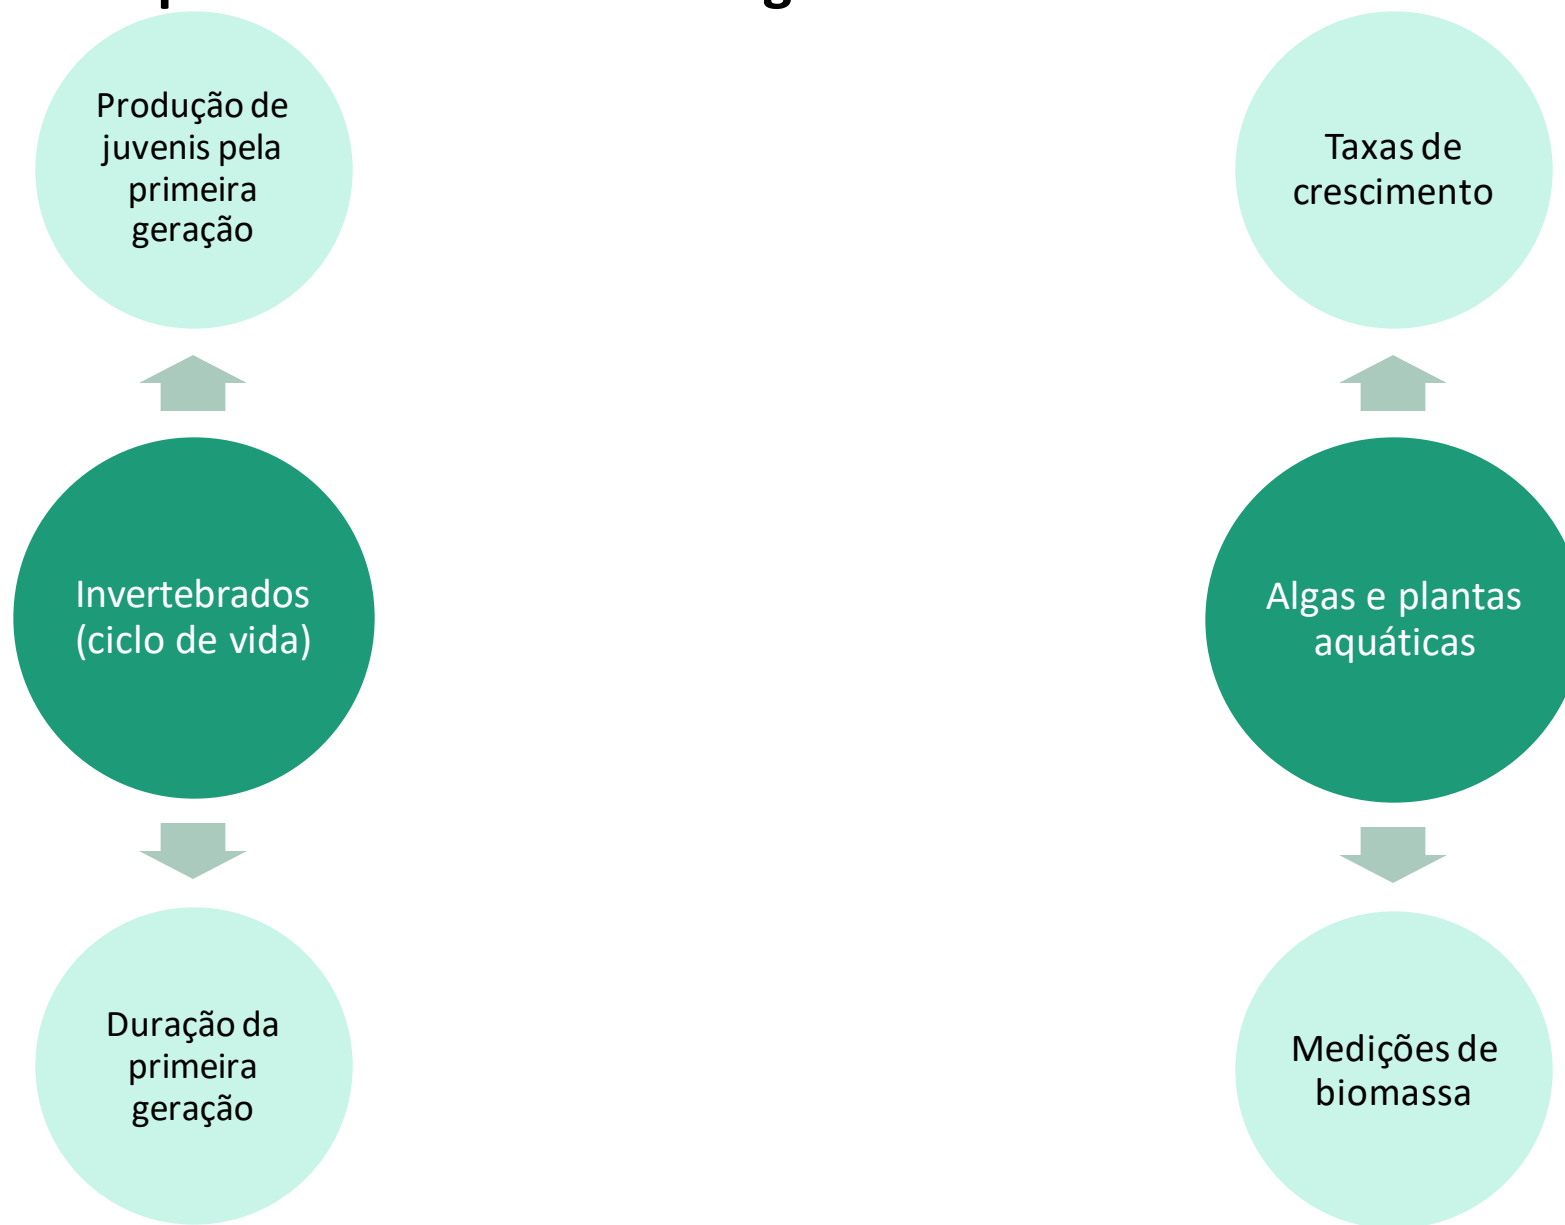 Produção de
juvenis pela
primeira
geração
Invertebrados
(ciclo de vida)
Duração da
primeira
geração
Taxas de
crescimento
Algas e plantas
aquáticas
Medições de
biomassa